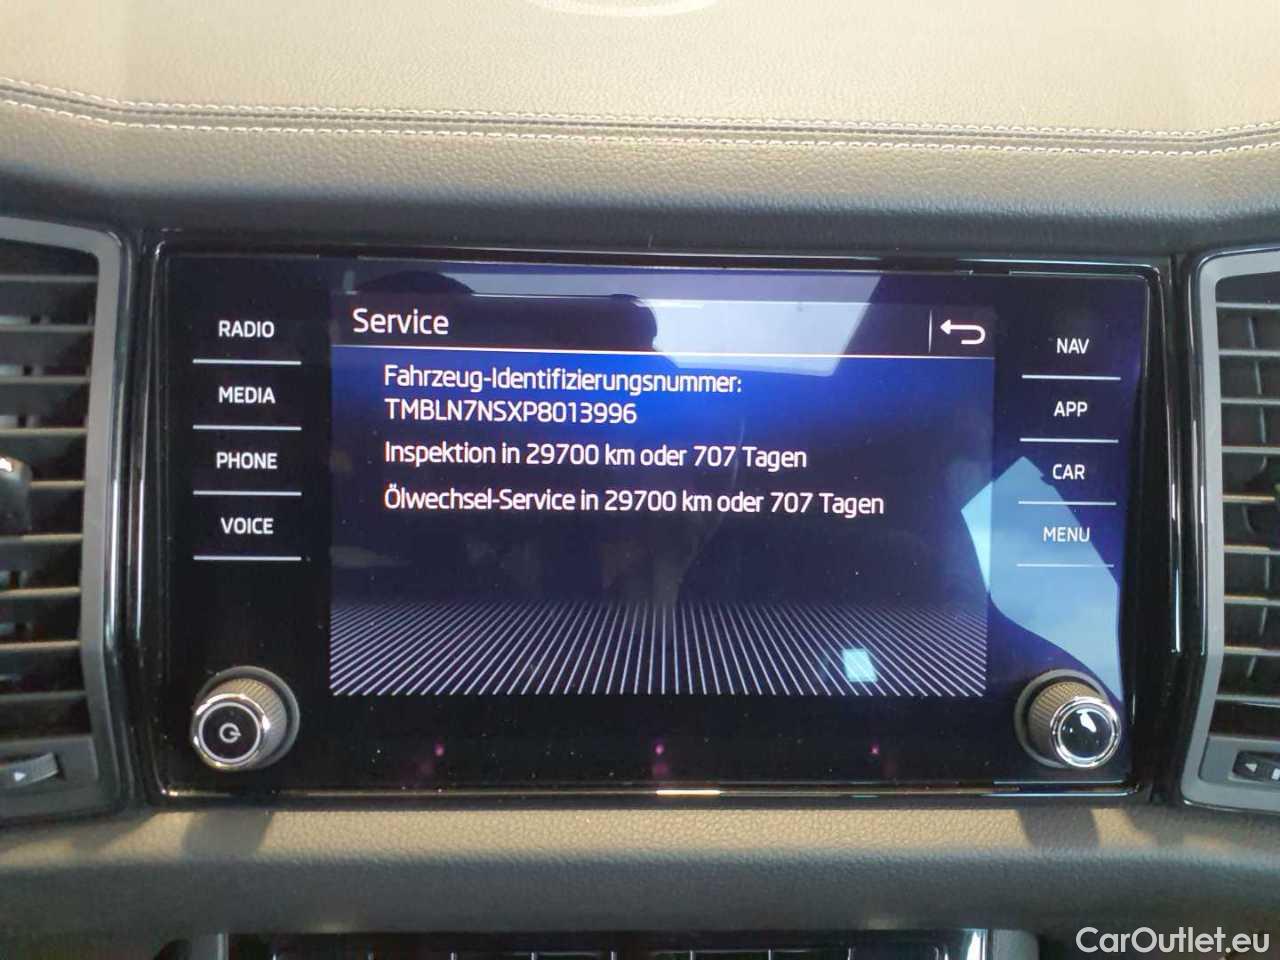 RADIO
MEDIA
PHONE
VOICE
Service
Fahrzeug-Identifizierungsnummer:
TMBLN7NSXP8013996
Inspektion in 29700 km oder 707 Tagen
Ölwechsel-Service in 29700 km oder 707 Tagen
NAV
APP
CAR
MENU
CarOutlet.eu